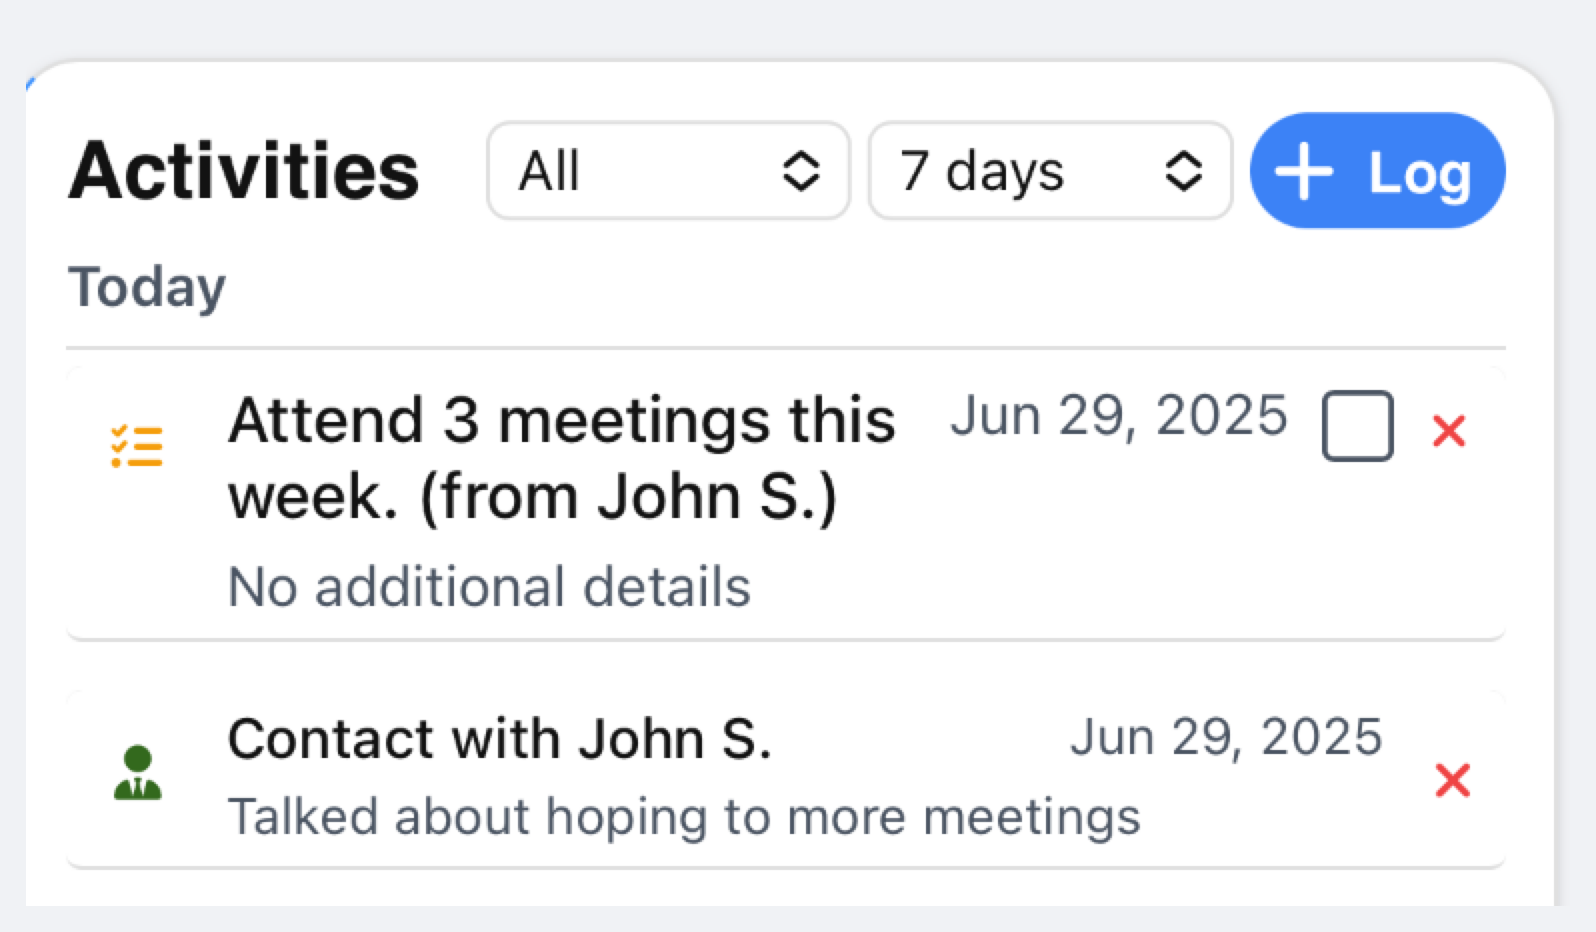 Activities All 7 days + Log
Today
Attend 3 meetings this Jun 29, 2025
week. (from John S.)
No additional details
Contact with John S. Jun 29, 2025
Talked about hoping to more meetings